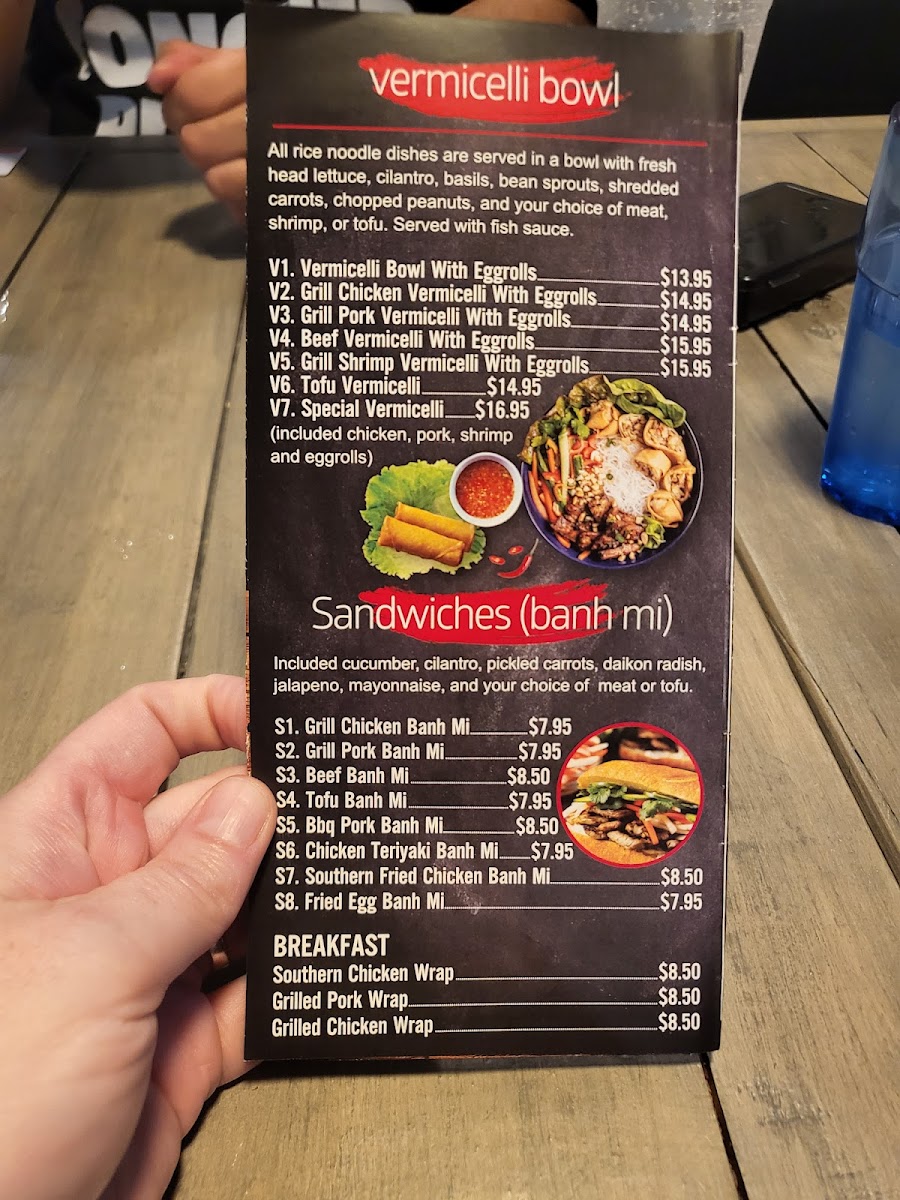 vermicelli bowl
All rice noodle dishes are served in a bowl with fresh
head lettuce, cilantro, basils, bean sprouts, shredded
carrots, chopped peanuts, and your choice of meat,
shrimp, or tofu. Served with fish sauce.
V1. Vermicelli Bowl With Eggrolls $13.95
V2. Grill Chicken Vermicelli With Eggrolls $14.95
V3. Grill Pork Vermicelli With Eggrolls $14.95
V4. Beef Vermicelli With Eggrolls $15.95
V5. Grill Shrimp Vermicelli With Eggrolls $15.95
V6. Tofu Vermicelli $14.95
V7. Special Vermicelli $16.95
(included chicken, pork, shrimp
and eggrolls)
Sandwiches (banh mi)
Included cucumber, cilantro, pickled carrots, daikon radish,
jalapeno, mayonnaise, and your choice of meat or tofu.
S1. Grill Chicken Banh Mi $7.95
S2. Grill Pork Banh Mi $7.95
S3. Beef Banh Mi $8.50
S4. Tofu Banh Mi $7.95
S5. Bbq Pork Banh Mi $8.50
S6. Chicken Teriyaki Banh Mi $7.95
S7. Southern Fried Chicken Banh Mi $8.50
S8. Fried Egg Banh Mi $7.95
BREAKFAST
Southern Chicken Wrap $8.50
Grilled Pork Wrap $8.50
Grilled Chicken Wrap $8.50